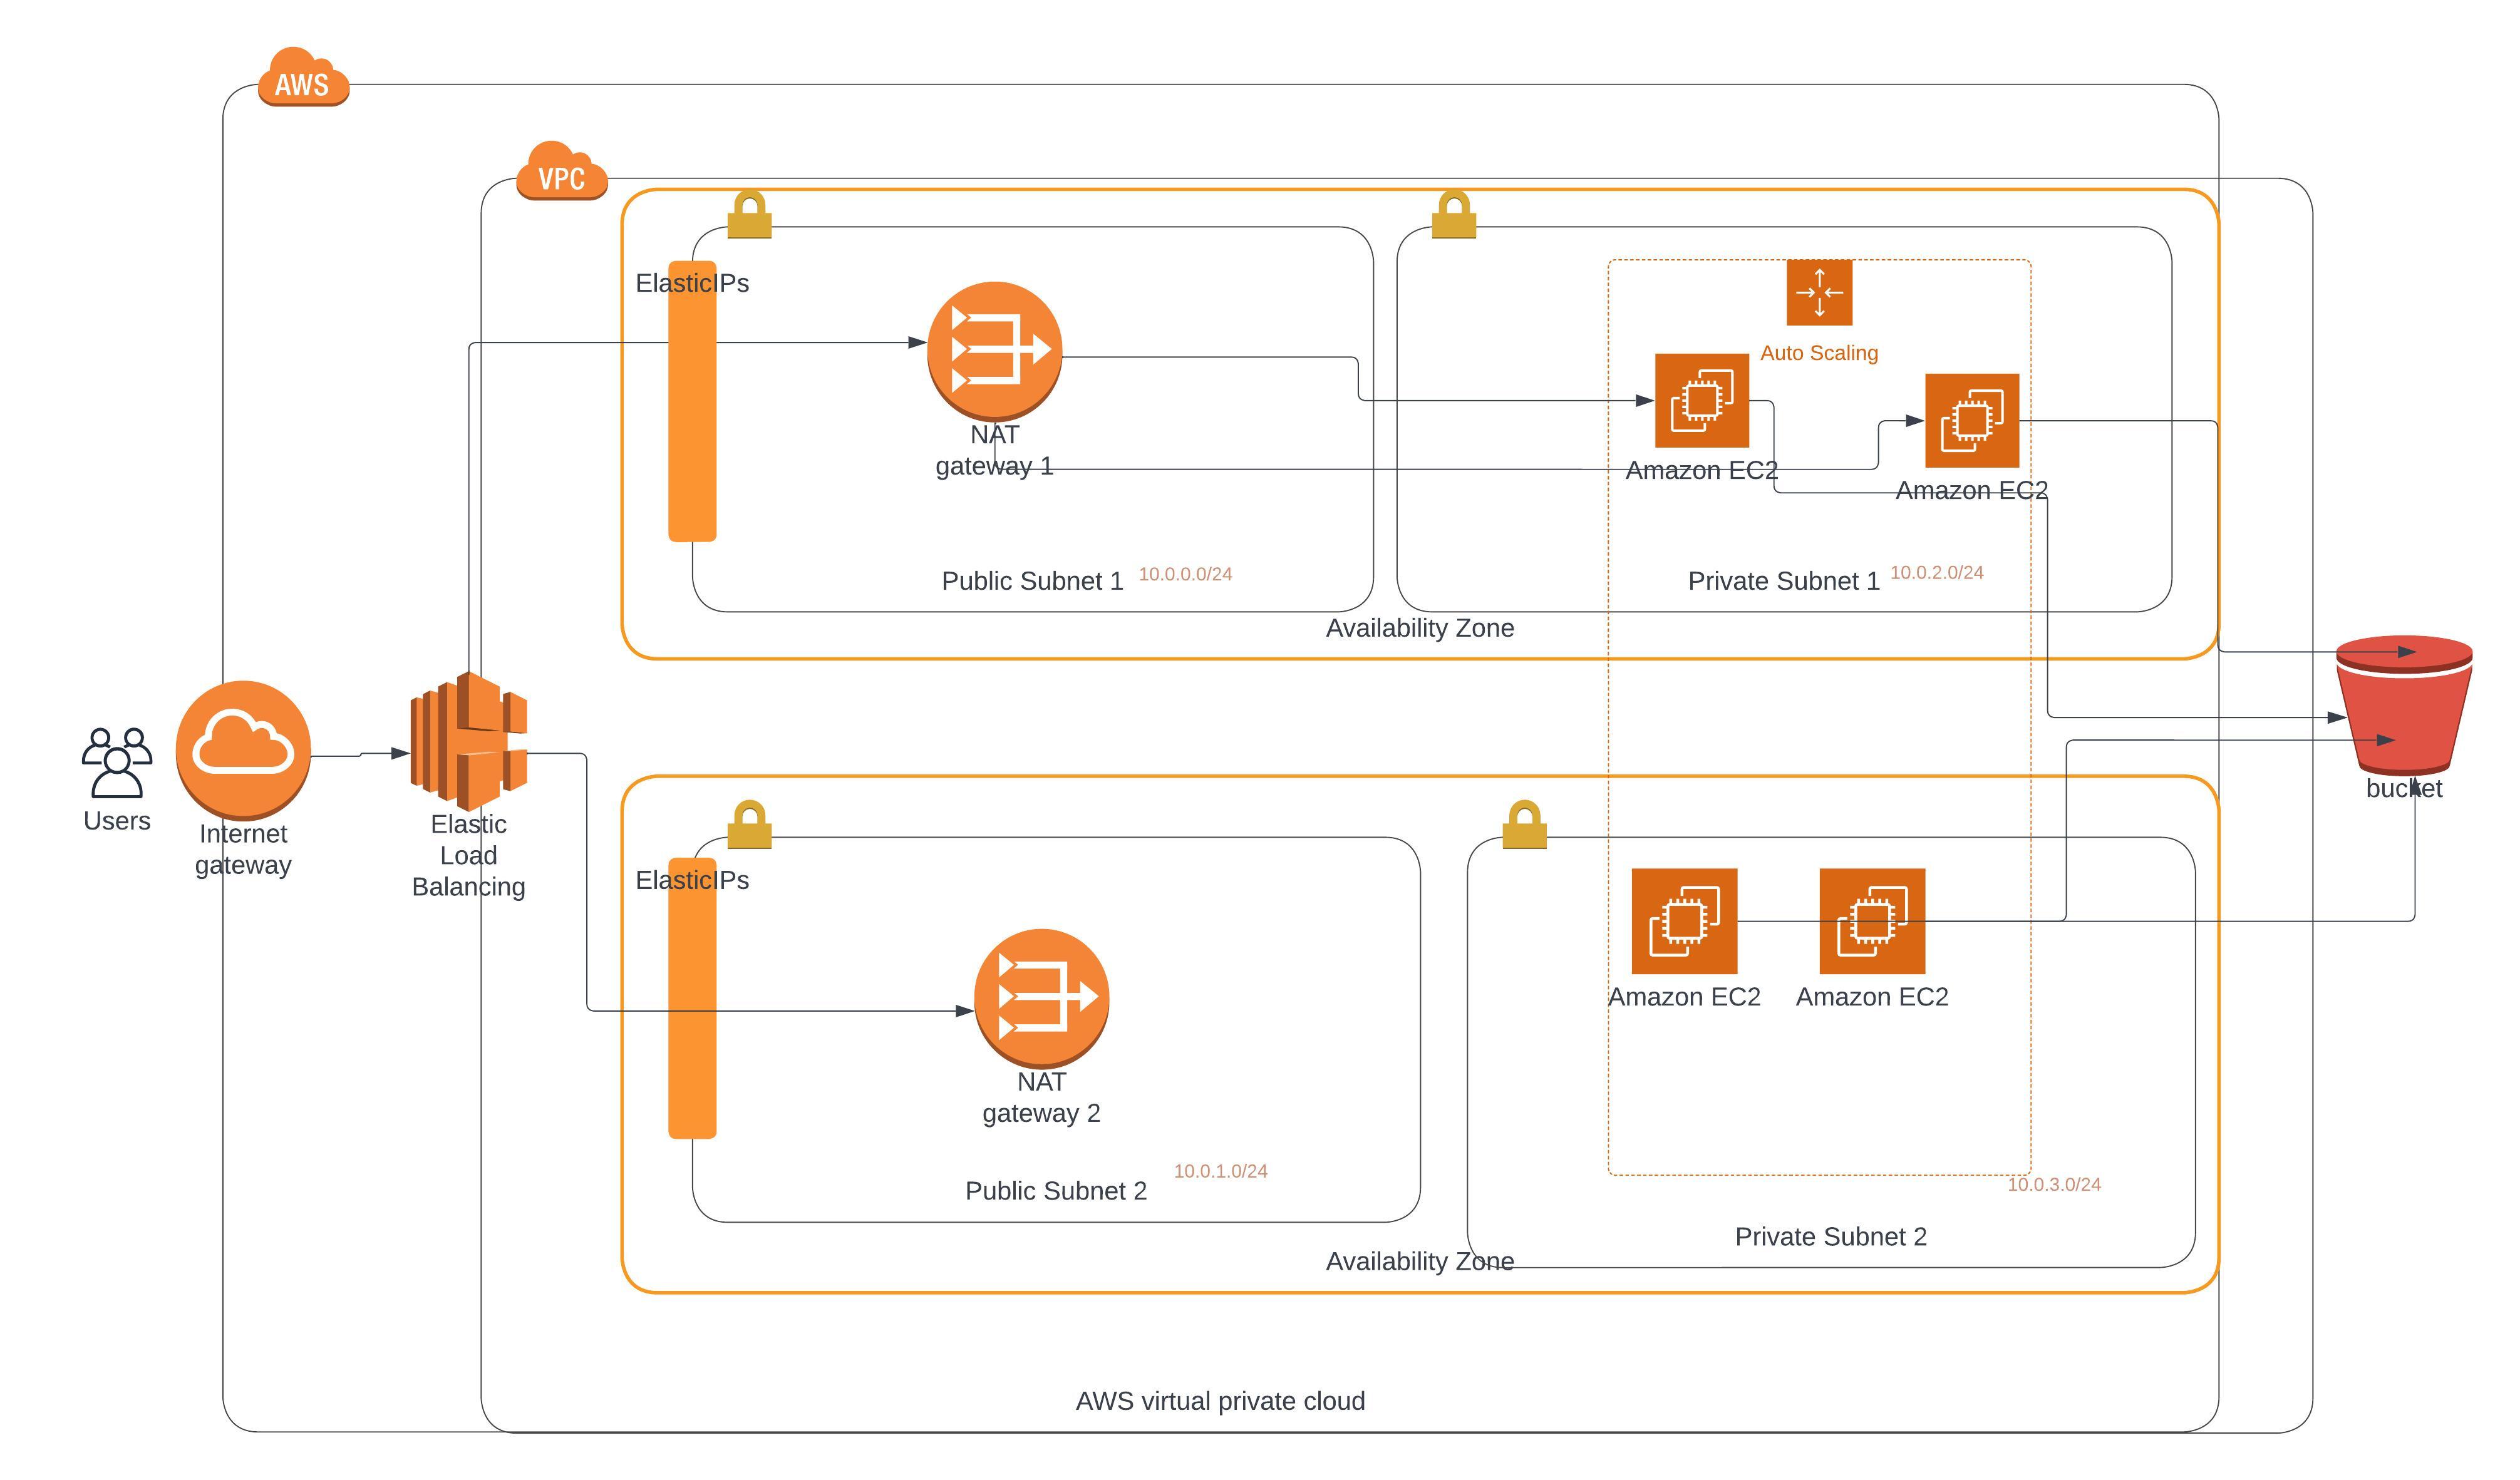 AWS
VPC
ElasticIPs
NAT
gateway 1
Auto Scaling
Amazon EC2
Amazon EC2
Public Subnet 1
10.0.0.0/24
Private Subnet 1
10.0.2.0/24
Availability Zone
Users
Internet
gateway
Elastic
Load
Balancing
bucket
ElasticIPs
NAT
gateway 2
Amazon EC2
Amazon EC2
Public Subnet 2
10.0.1.0/24
10.0.3.0/24
Private Subnet 2
Availability Zone
AWS virtual private cloud